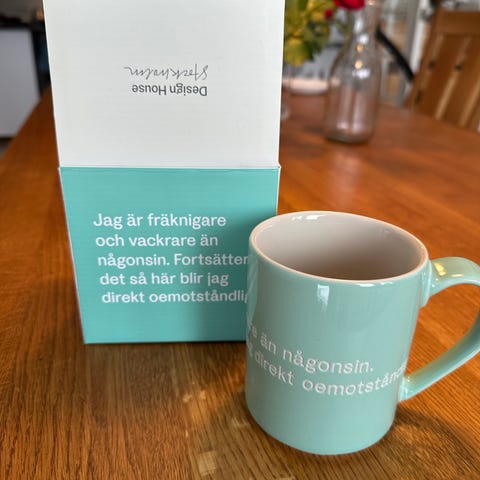 Design House
Stockholm
Jag är fräknigare
och vackrare än
någonsin. Fortsätter
det så här blir jag
direkt oemotståndlig
än någonsin.
direkt oemotstånd